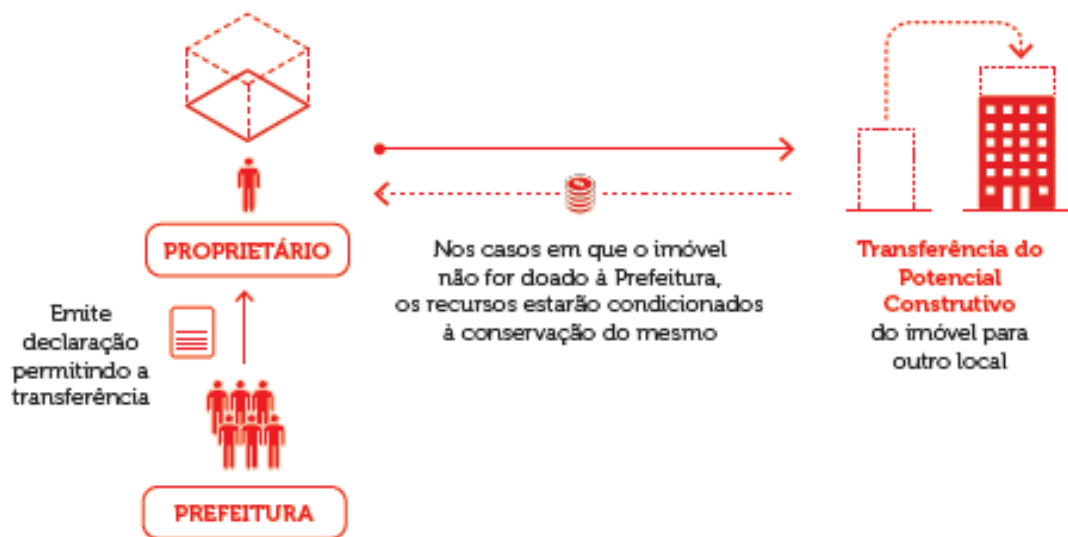 PROPRIETÁRIO
Emite
declaração
permitindo a
transferência
PREFEITURA
Nos casos em que o imóvel
não for doado à Prefeitura,
os recursos estarão condicionados
à conservação do mesmo
Transferência do
Potencial
Construtivo
do imóvel para
outro local